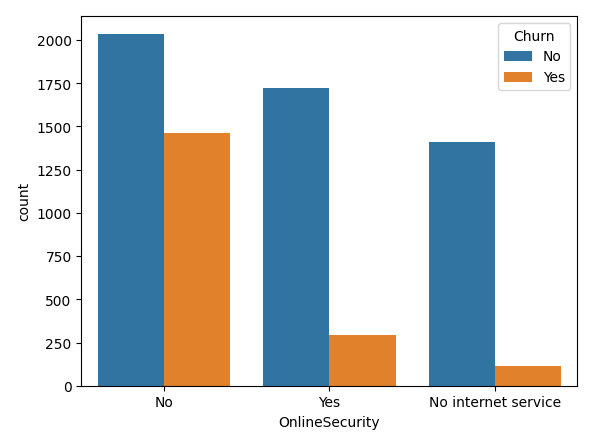 Churn
No
Yes
2000
1750
1500
1250
1000
750
500
250
0
count
No
Yes
No internet service
OnlineSecurity